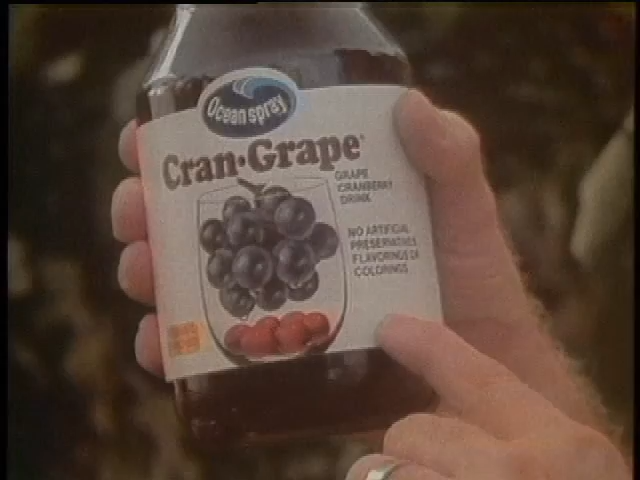 Ocean spray
Cran·Grape
GRAPE
CRANBERRY
DRINK
NO ARTIFICIAL
PRESERVATIVES,
FLAVORINGS OR
COLORINGS